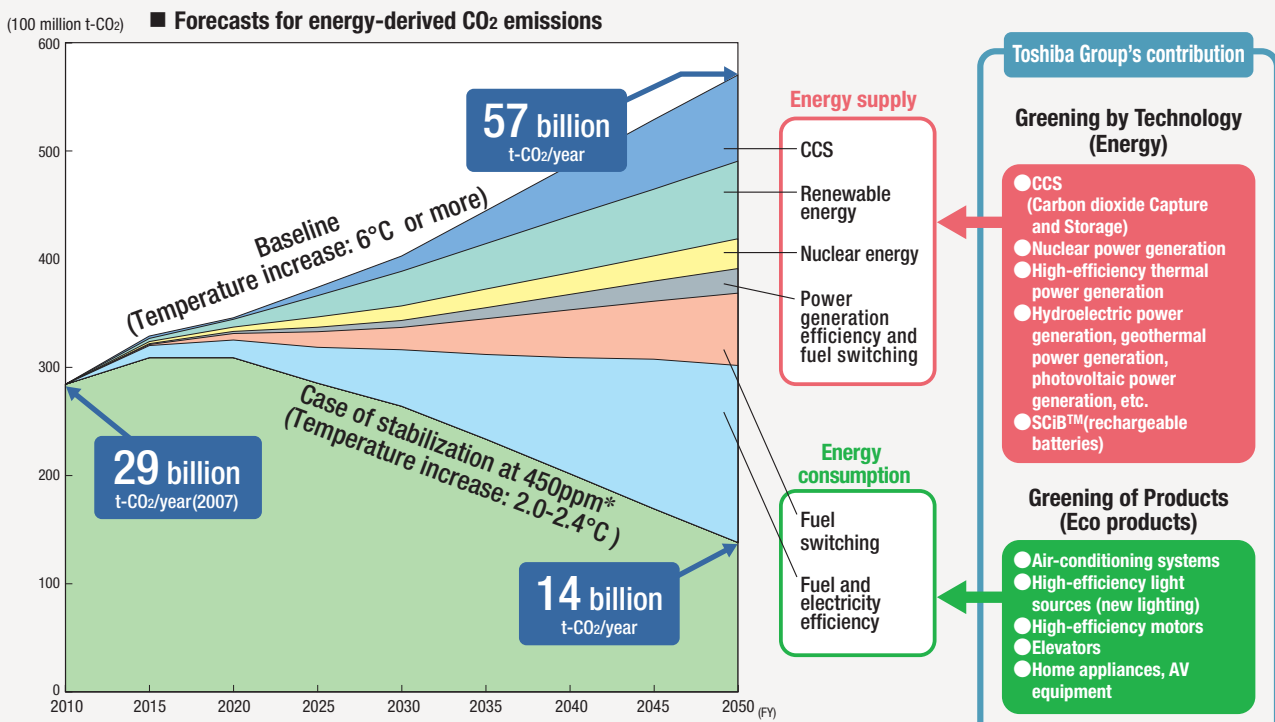 (100 million t-CO2)
■ Forecasts for energy-derived CO2 emissions
600
500
400
300
200
100
0
2010 2015 2020 2025 2030 2035 2040 2045 2050 (FY)
57 billion
t-CO2/year
Baseline
(Temperature increase: 6°C or more)
Case of stabilization at 450ppm*
(Temperature increase: 2.0-2.4°C )
29 billion
t-CO2/year(2007)
14 billion
t-CO2/year
Energy supply
CCS
Renewable
energy
Nuclear energy
Power
generation
efficiency and
fuel switching
Energy
consumption
Fuel
switching
Fuel and
electricity
efficiency
Toshiba Group's contribution
Greening by Technology
(Energy)
●CCS
(Carbon dioxide Capture
and Storage)
●Nuclear power generation
●High-efficiency thermal
power generation
●Hydroelectric power
generation, geothermal
power generation,
photovoltaic power
generation, etc.
●SCiB™(rechargeable
batteries)
Greening of Products
(Eco products)
●Air-conditioning systems
●High-efficiency light
sources (new lighting)
●High-efficiency motors
●Elevators
●Home appliances, AV
equipment